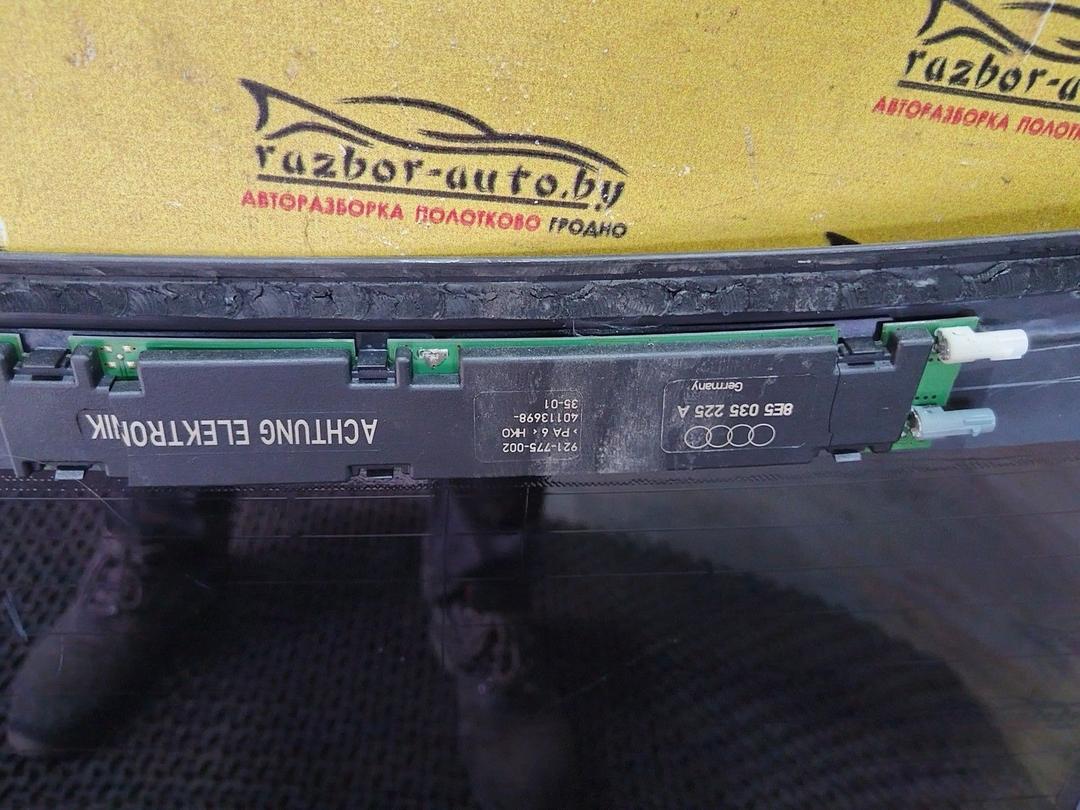 razbor-auto.by
АВТОРАЗБОРКА ПОЛОТКОВО ГРОДНО
razbor-a
АВТОРАЗБОРКА ПОЛОТК
8E5 035 225 A
Germany
921-775-002
>PA 6< HKO
40113698-
35-01
ACHTUNG ELEKTRONIK